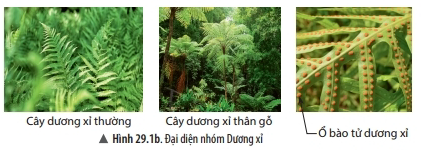 Cây dương xỉ thường
Cây dương xỉ thân gỗ
Ổ bào tử dương xỉ
▲ Hình 29.1b. Đại diện nhóm Dương xỉ